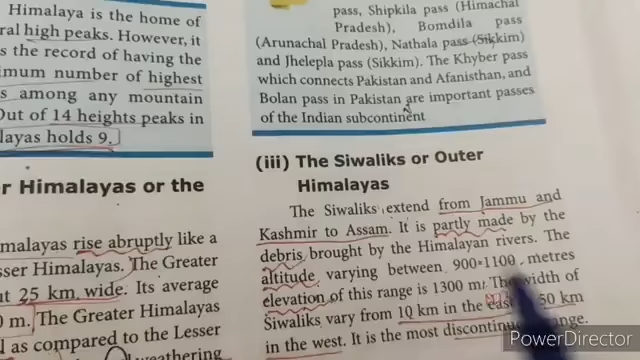 Himalaya is the home of
ral high peaks. However, it
s the record of having the
imum number of highest
s among any mountain
Out of 14 heights peaks in
layas holds 9.
r Himalayas or the
malayas rise abruptly like a
sser Himalayas. The Greater
ut 25 km wide. Its average
0 m. The Greater Himalayas
l as compared to the Lesser
weathering
pass, Shipkila pass (Himachal
Pradesh), Bomdila pass
(Arunachal Pradesh), Nathala pass (Sikkim)
and Jhelepla pass (Sikkim). The Khyber pass
which connects Pakistan and Afanisthan, and
Bolan pass in Pakistan are important passes
of the Indian subcontinent
(iii) The Siwaliks or Outer
Himalayas
The Siwaliks extend from Jammu and
Kashmir to Assam. It is partly made by the
debris brought by the Himalayan rivers. The
altitude varying between 900-1100 metres
elevation of this range is 1300 m. The width of
Siwaliks vary from 10 km in the east 50 km
in the west. It is the most
PowerDirector